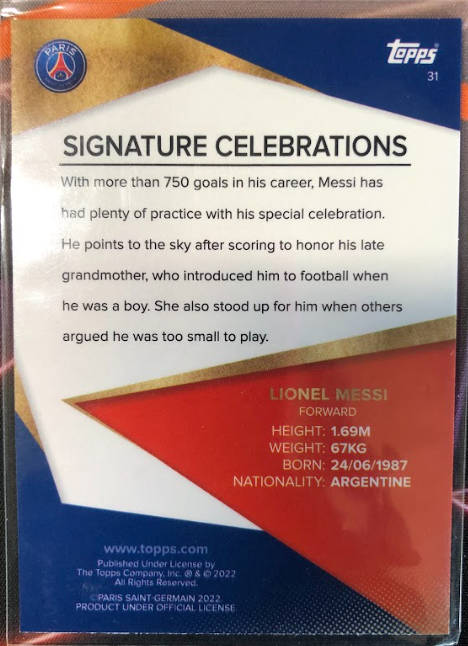 PARIS
topps
31
SIGNATURE CELEBRATIONS
With more than 750 goals in his career, Messi has
had plenty of practice with his special celebration.
He points to the sky after scoring to honor his late
grandmother, who introduced him to football when
he was a boy. She also stood up for him when others
argued he was too small to play.
LIONEL MESSI
FORWARD
HEIGHT: 1.69M
WEIGHT: 67KG
BORN: 24/06/1987
NATIONALITY: ARGENTINE
www.topps.com
Published Under License by
The Topps Company, Inc. ® & © 2022
All Rights Reserved.
©PARIS SAINT-GERMAIN 2022.
PRODUCT UNDER OFFICIAL LICENSE